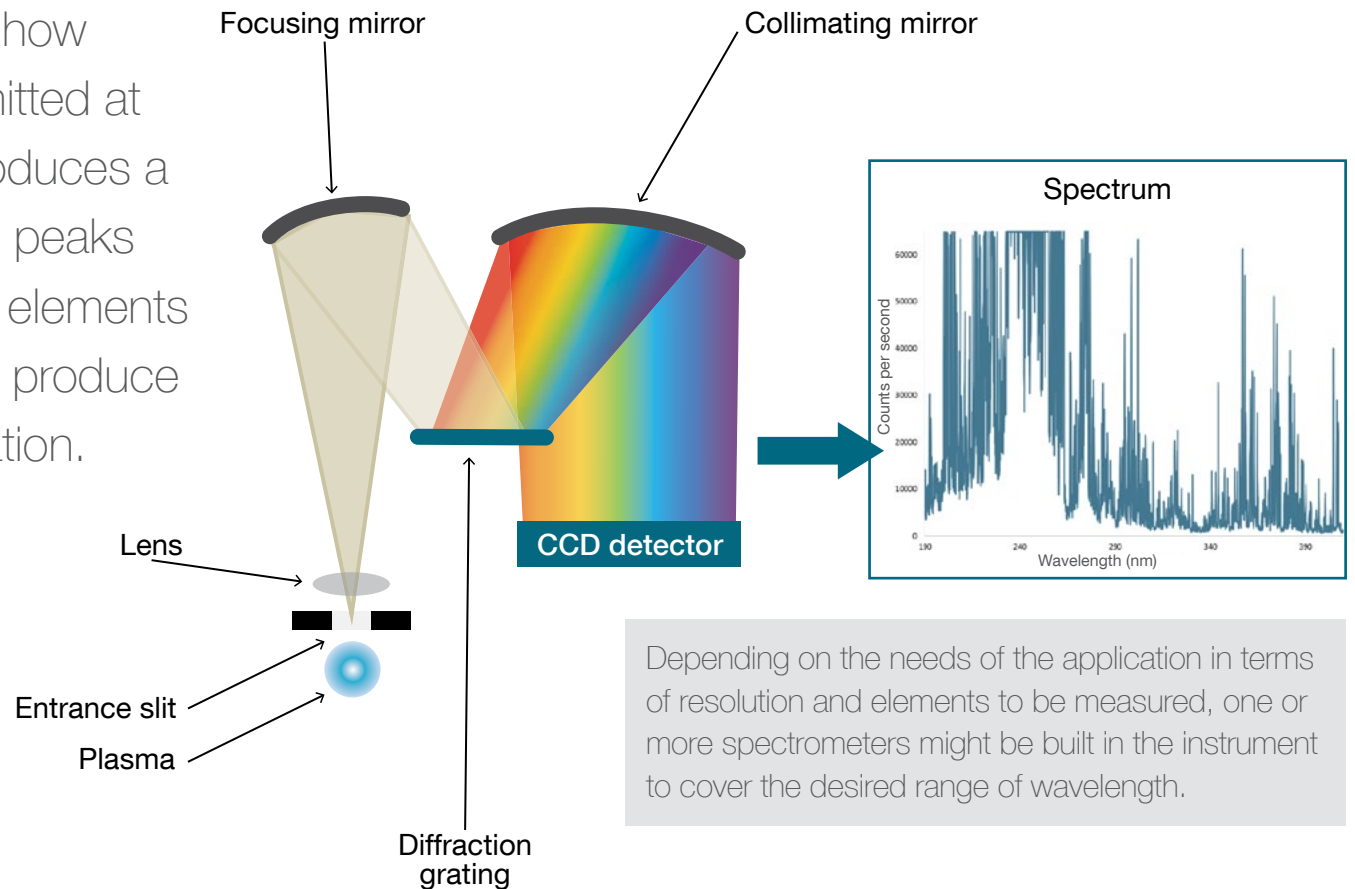 how
nitted at
oduces a
peaks
elements
produce
ation.
Focusing mirror
Collimating mirror
Lens
Entrance slit
Plasma
Diffraction
grating
CCD detector
Spectrum
Counts per second
60000
50000
40000
30000
20000
10000
0
190
240
290
340
390
Wavelength (nm)
Depending on the needs of the application in terms
of resolution and elements to be measured, one or
more spectrometers might be built in the instrument
to cover the desired range of wavelength.